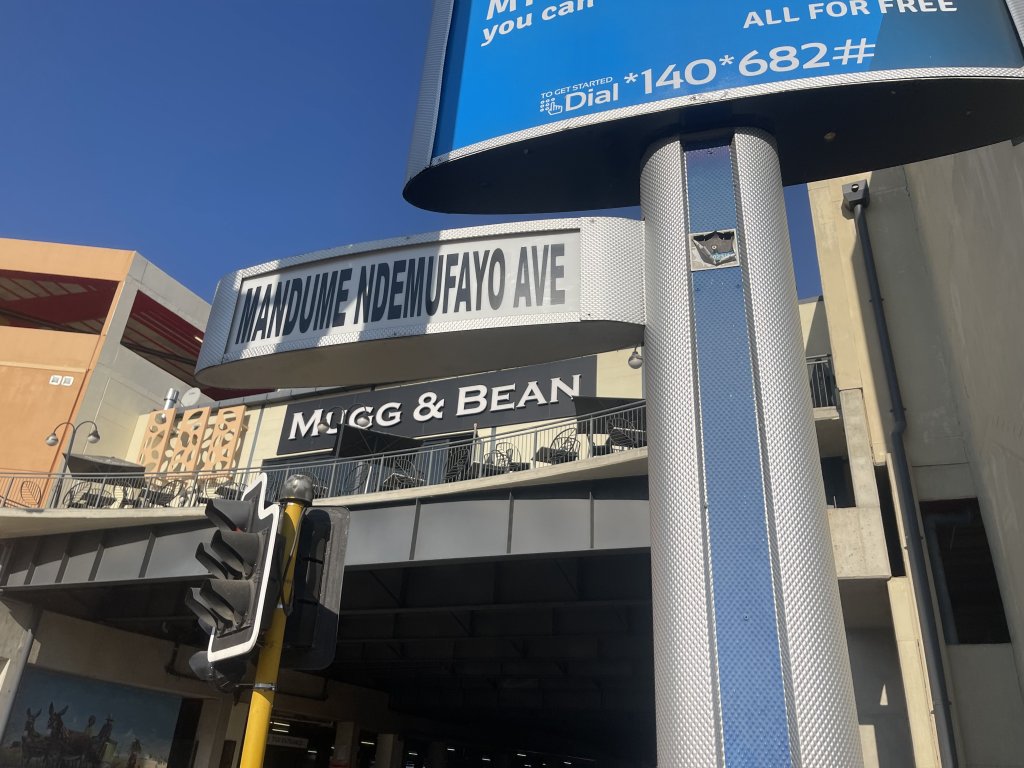 you can
ALL FOR FREE
TO GET STARTED
Dial *140*682#
MANDUME NDEMUFAYO AVE
MUGG & BEAN